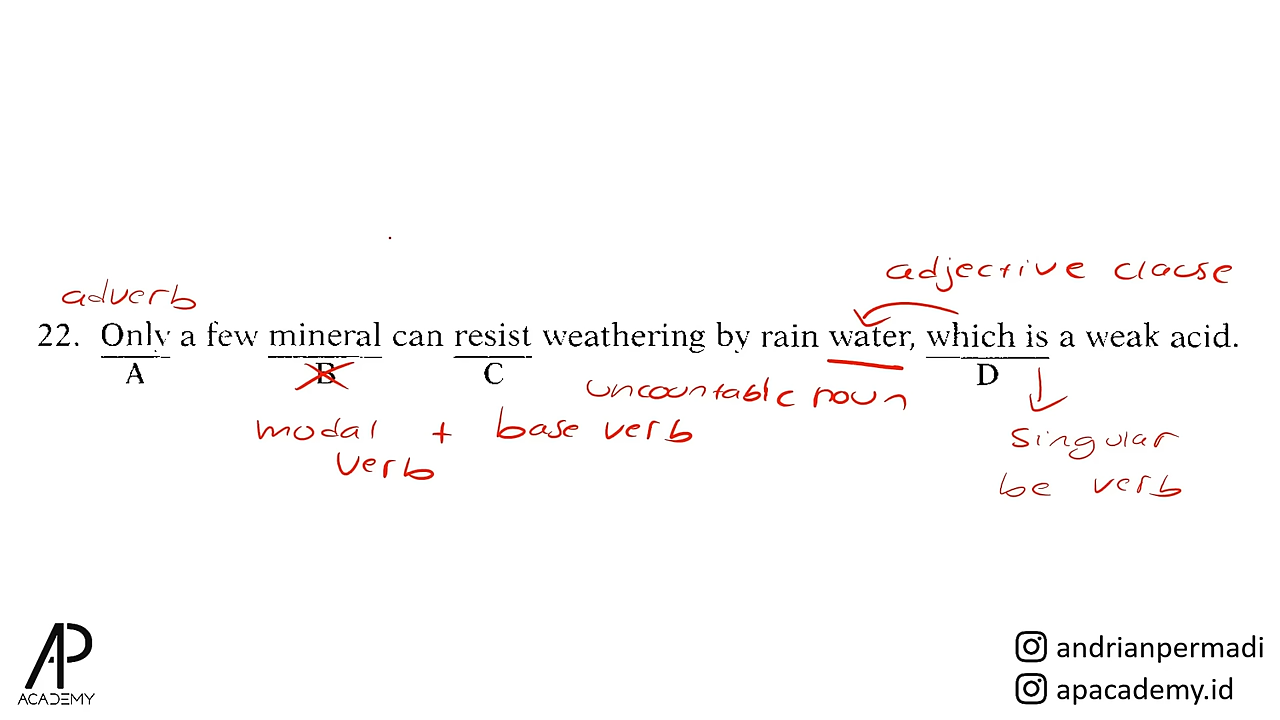 adjective clause
adverb
22. Only a few mineral can resist weathering by rain water, which is a weak acid.
A B C D
uncountable noun
modal + base verb
verb
singular
be verb
AP
ACADEMY
andrianpermadi
apacademy.id